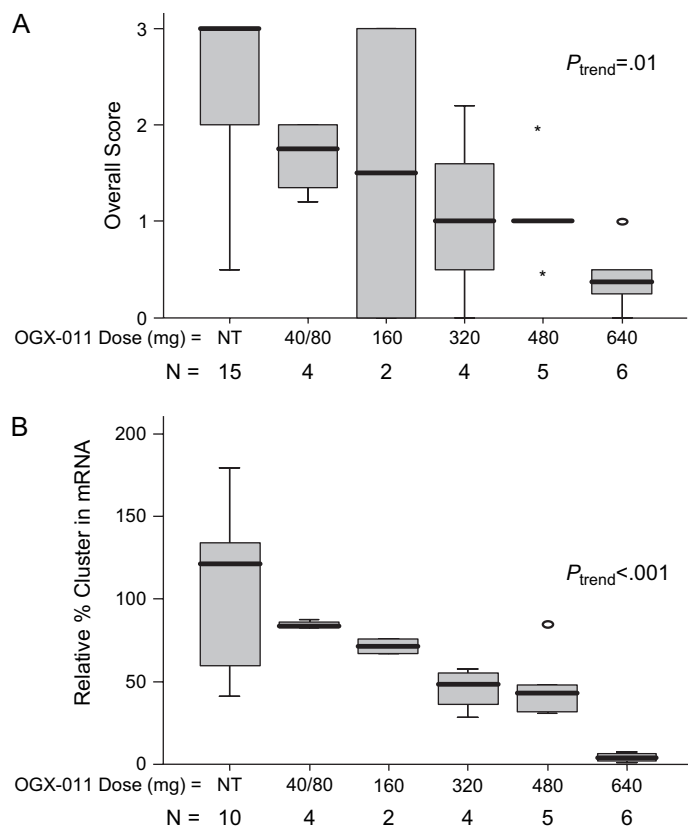 A
3
P trend=.01
2
Overall Score
1
* *
0
OGX-011 Dose (mg) = NT 40/80 160 320 480 640
N = 15 4 2 4 5 6
B
200
Relative % Cluster in mRNA
150
P trend<.001
100
50
0
OGX-011 Dose (mg) = NT 40/80 160 320 480 640
N = 10 4 2 4 5 6